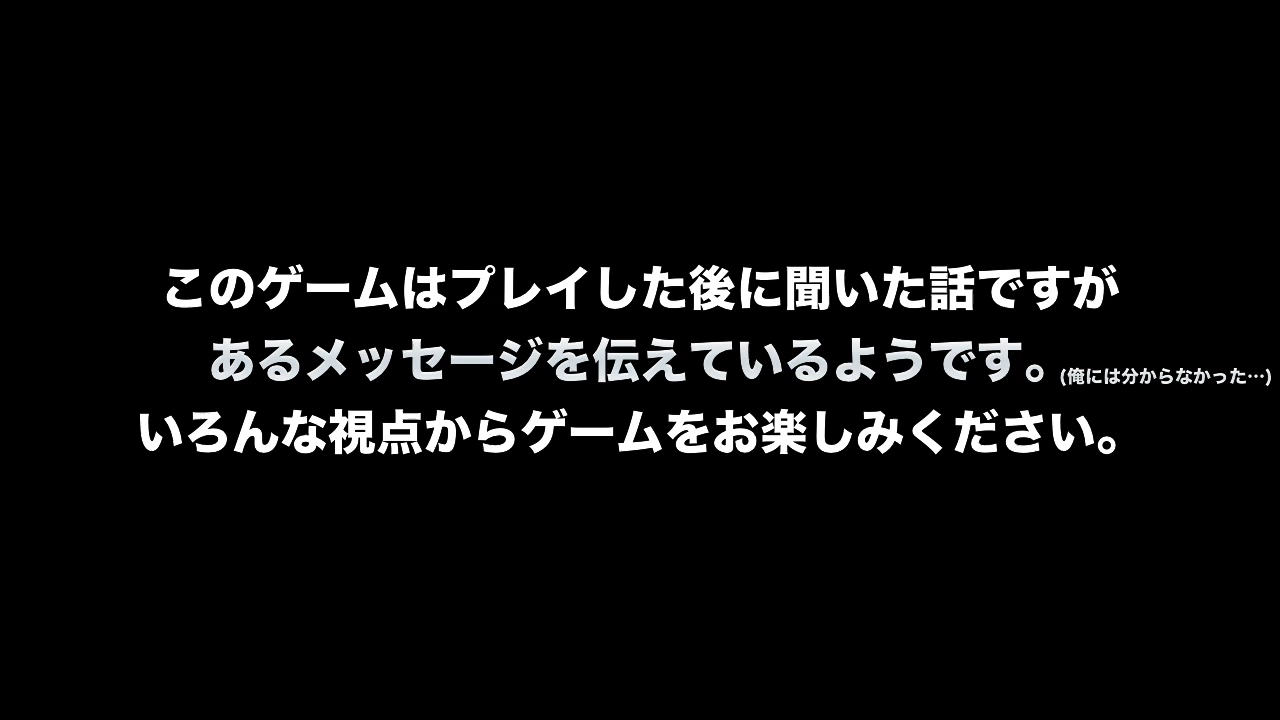 このゲームはプレイした後に聞いた話ですが
あるメッセージを伝えているようです。(俺には分からなかった…)
いろんな視点からゲームをお楽しみください。